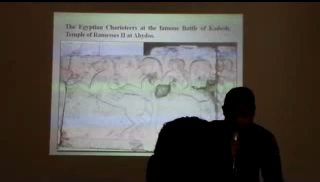 The Egyptian Charioteers at the famous Battle of Kadesh,
Temple of Ramesses II at Abydos.